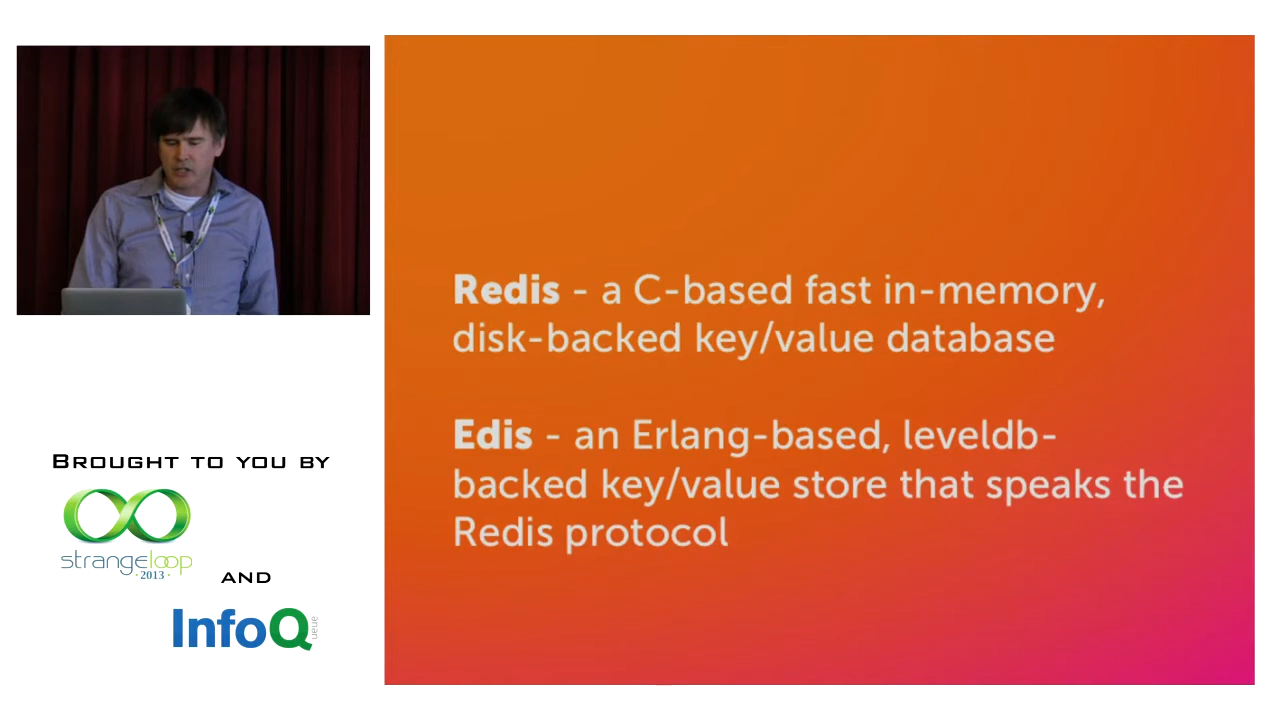 Redis - a C-based fast in-memory,
disk-backed key/value database
Edis - an Erlang-based, leveldb-
backed key/value store that speaks the
Redis protocol
BROUGHT TO YOU BY
strangeloop
· 2013 ·
AND
InfoQ
ueue